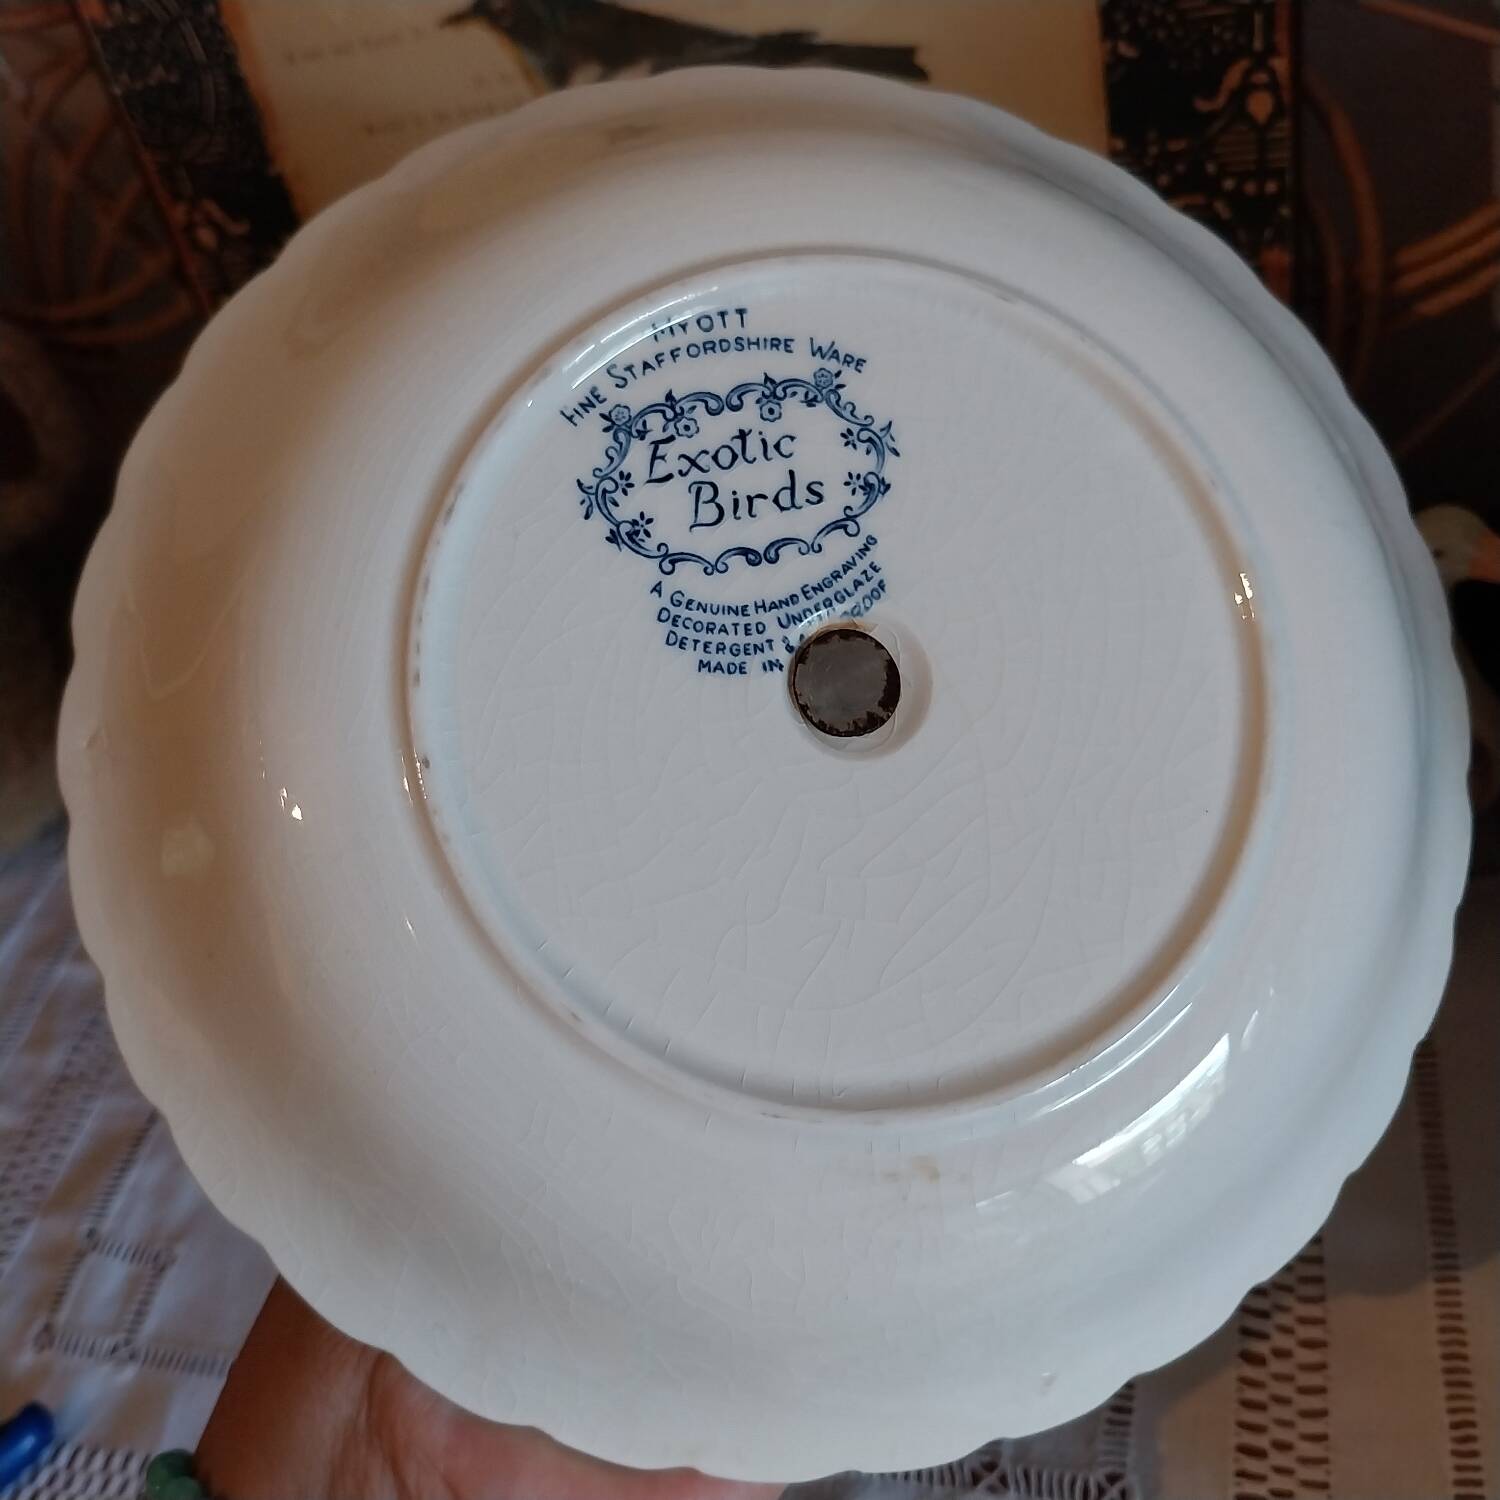 MYOTT
FINE STAFFORDSHIRE WARE
Exotic
Birds
A GENUINE HAND ENGRAVING
DECORATED UNDERGLAZE
DETERGENT &
MADE IN